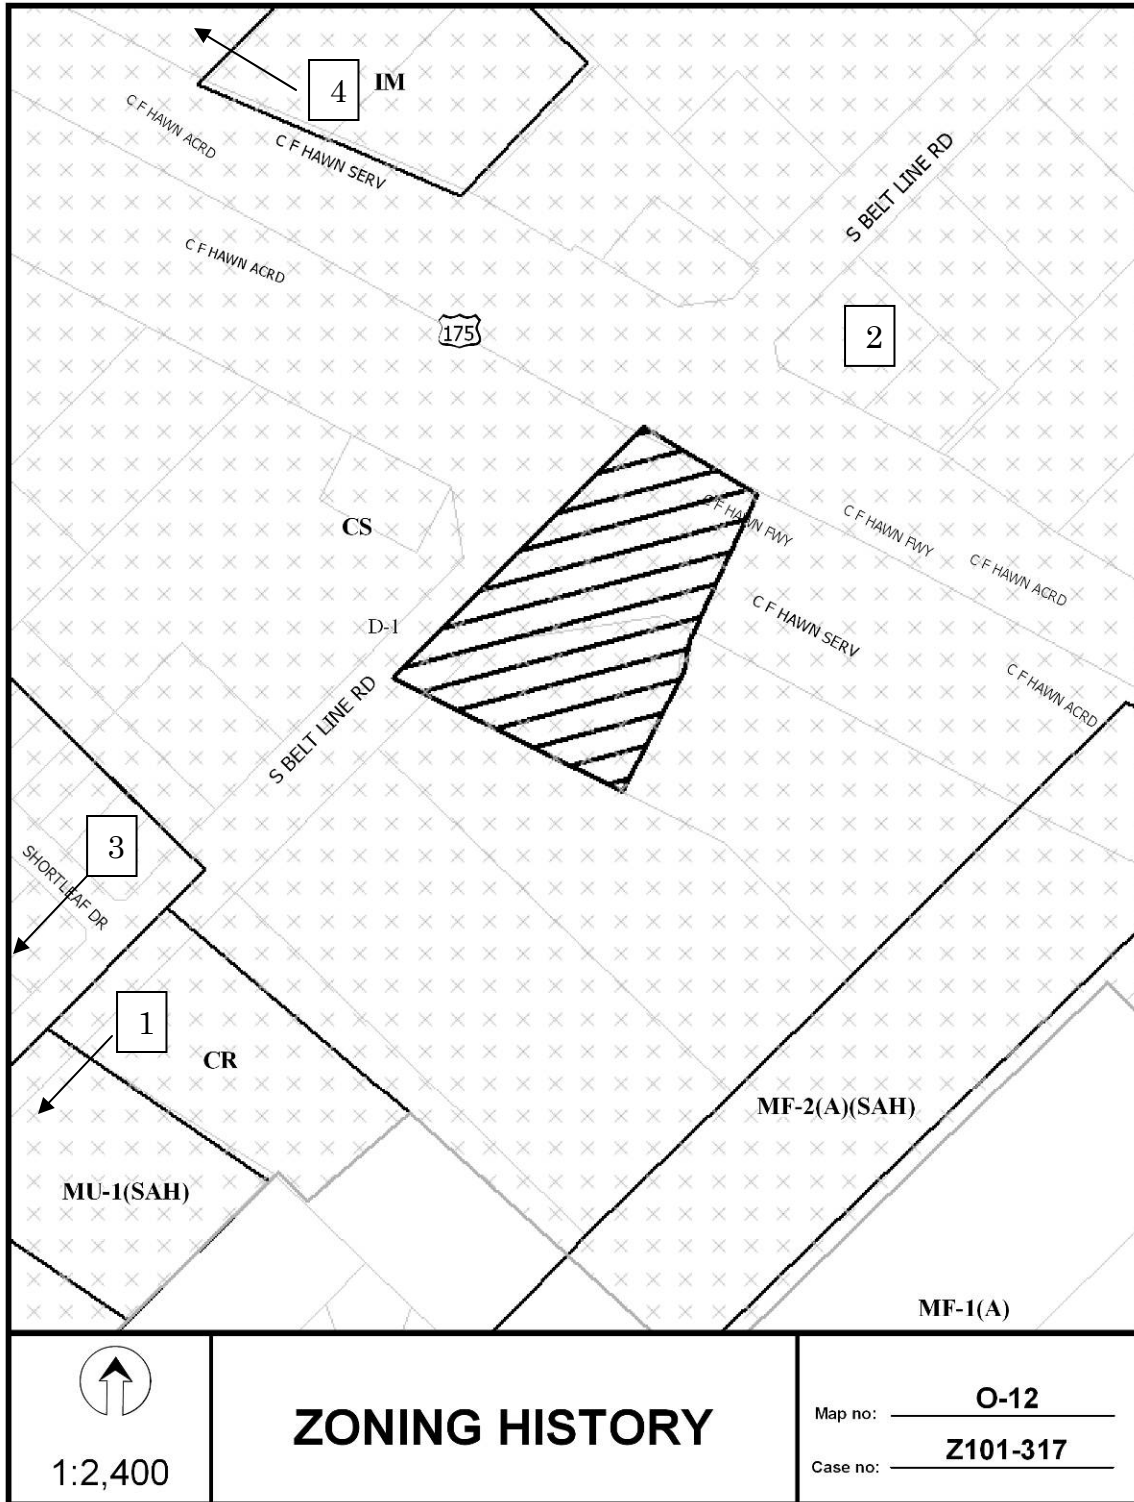 4
IM
C F HAWN ACRD
C F HAWN SERV
S BELT LINE RD
C F HAWN ACRD
175
2
CS
C F HAWN FWY
C F HAWN FWY
C F HAWN ACRD
D-1
C F HAWN SERV
C F HAWN ACRD
S BELT LINE RD
3
SHORTLEAF DR
1
CR
MF-2(A)(SAH)
MU-1(SAH)
MF-1(A)
1:2,400
ZONING HISTORY
Map no: O-12
Case no: Z101-317